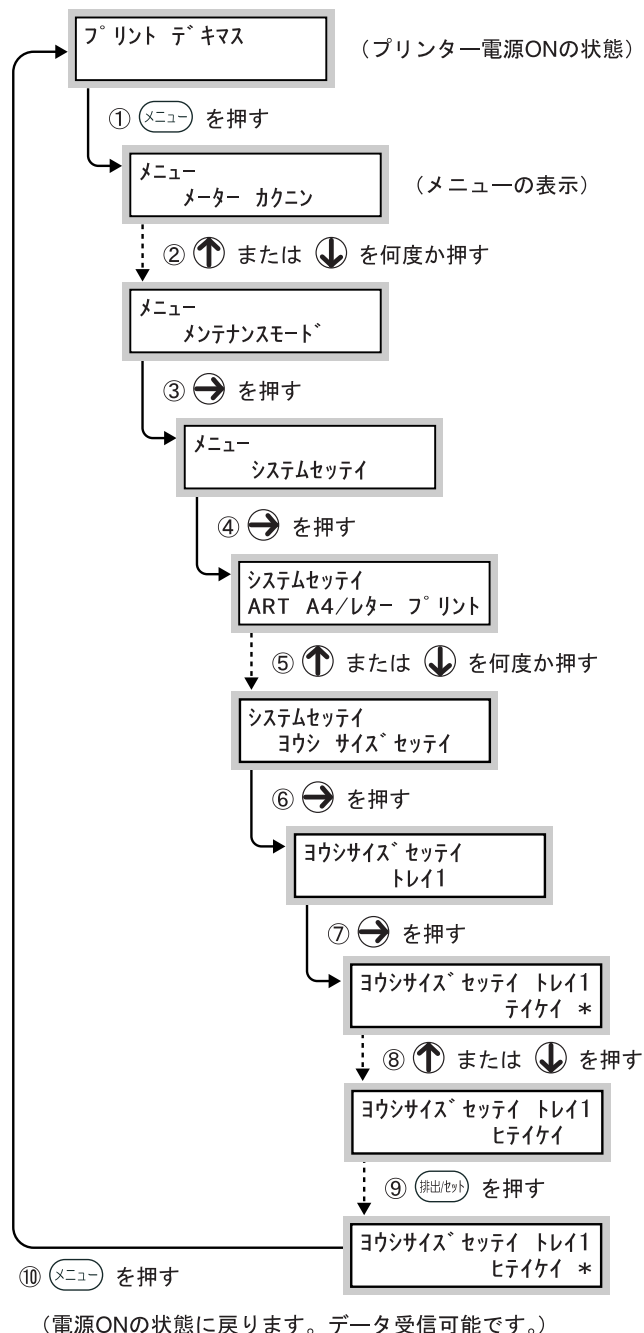 プリント デキマス
（プリンター電源ONの状態）
① メニュー を押す
メニュー
メーター カクニン
（メニューの表示）
② ↑ または ↓ を何度か押す
メニュー
メンテナンスモード
③ → を押す
メニュー
システムセッテイ
④ → を押す
システムセッテイ
ART A4/レター プリント
⑤ ↑ または ↓ を何度か押す
システムセッテイ
ヨウシ サイズセッテイ
⑥ → を押す
ヨウシサイズセッテイ
トレイ1
⑦ → を押す
ヨウシサイズセッテイ トレイ1
テイケイ *
⑧ ↑ または ↓ を押す
ヨウシサイズセッテイ トレイ1
ヒテイケイ
⑨ 排出/セット を押す
ヨウシサイズセッテイ トレイ1
ヒテイケイ *
⑩ メニュー を押す
（電源ONの状態に戻ります。データ受信可能です。）